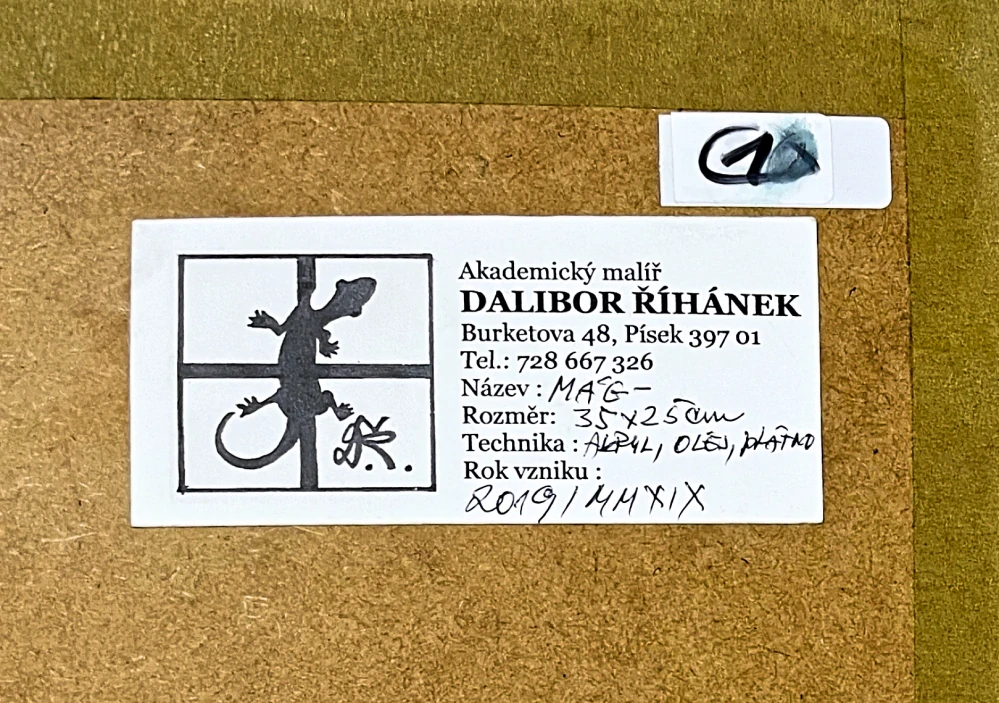 1
Akademický malíř
DALIBOR ŘÍHÁNEK
Burketova 48, Písek 397 01
Tel.: 728 667 326
Název :
Rozměr: 35x25cm
Technika : AKRYL, OLEJ, PLÁTNO
Rok vzniku :
2019/MMXIX
D.Ř.